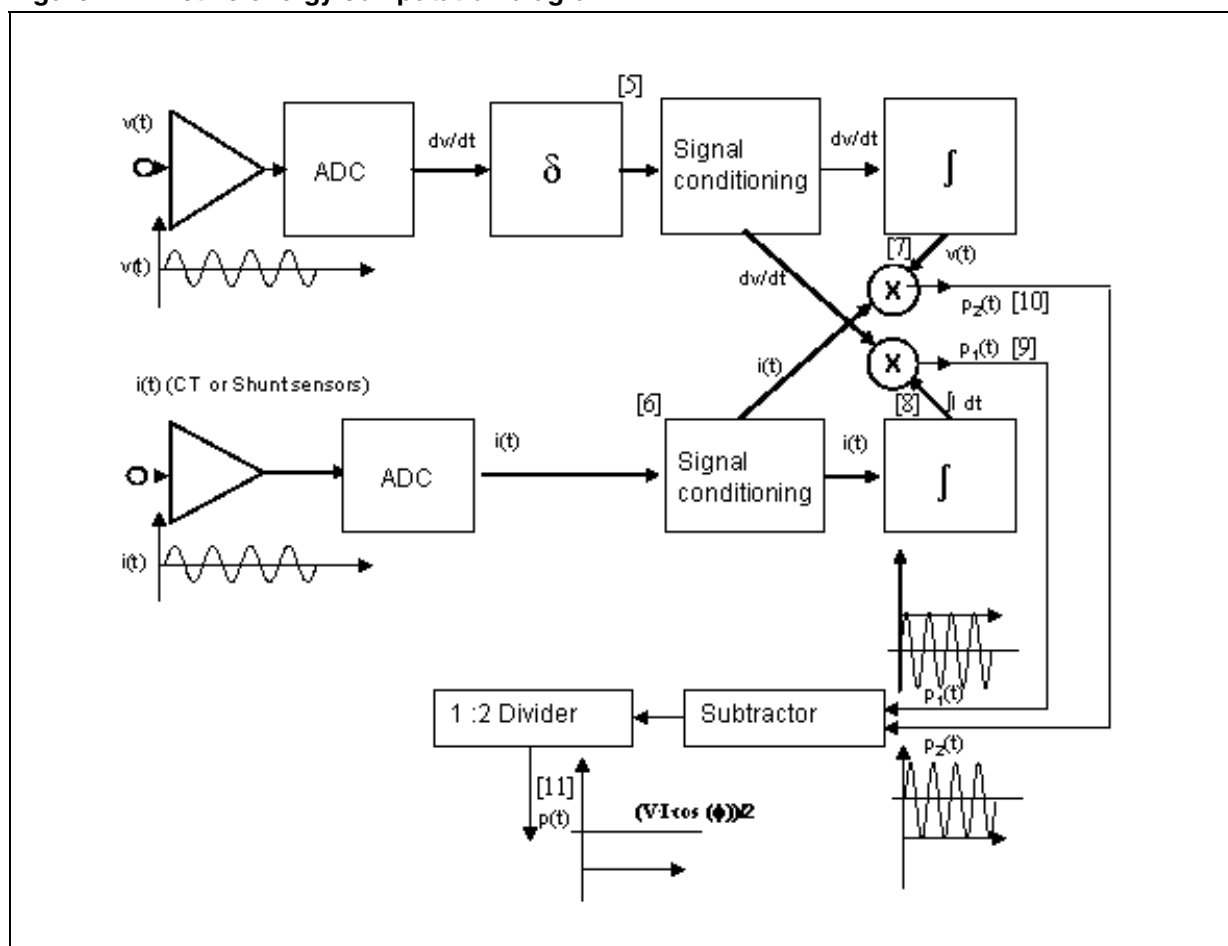 [5]
v(t)
ADC
dv/dt
δ
Signal
conditioning
dv/dt
∫
v(t)
[7]
v(t)
dv/dt
X
p₂(t) [10]
i(t)
X
p₁(t) [9]
i(t) (CT or Shunt sensors)
[6]
[8]
∫I dt
ADC
i(t)
Signal
conditioning
i(t)
∫
i(t)
p₁(t)
1 :2 Divider
Subtractor
p₂(t)
[11]
p(t)
(V·I·cos (ϕ))/2